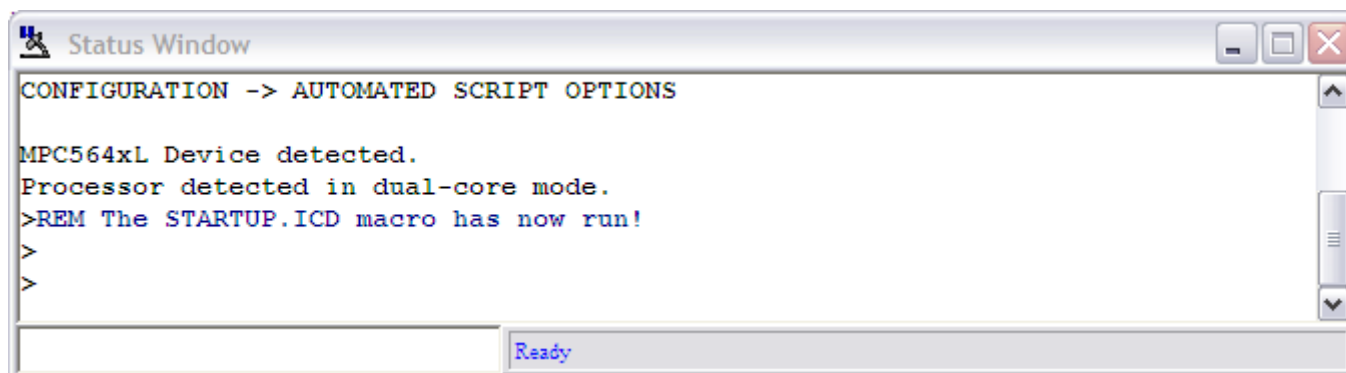 Status Window
CONFIGURATION -> AUTOMATED SCRIPT OPTIONS
MPC564xL Device detected.
Processor detected in dual-core mode.
>REM The STARTUP.ICD macro has now run!
>
>
Ready